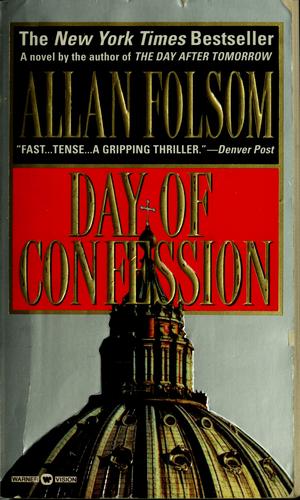 The New York Times Bestseller
A novel by the author of THE DAY AFTER TOMORROW
ALLAN FOLSOM
"FAST...TENSE...A GRIPPING THRILLER."—Denver Post
DAY OF
CONFESSION
WARNER VISION